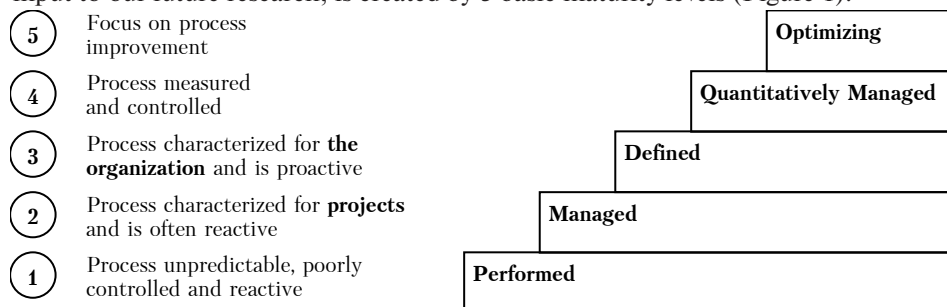 input to our future research, is created by 5 basic maturity levels (Figure 1).
5 Focus on process
improvement
Optimizing
4 Process measured
and controlled
Quantitatively Managed
3 Process characterized for the
organization and is proactive
Defined
2 Process characterized for projects
and is often reactive
Managed
1 Process unpredictable, poorly
controlled and reactive
Performed